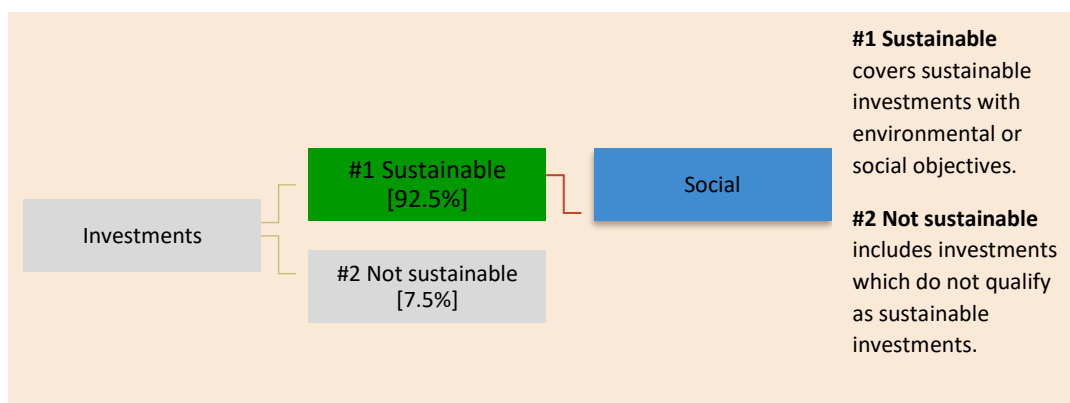 Investments
#1 Sustainable
[92.5%]
#2 Not sustainable
[7.5%]
Social
#1 Sustainable
covers sustainable
investments with
environmental or
social objectives.
#2 Not sustainable
includes investments
which do not qualify
as sustainable
investments.